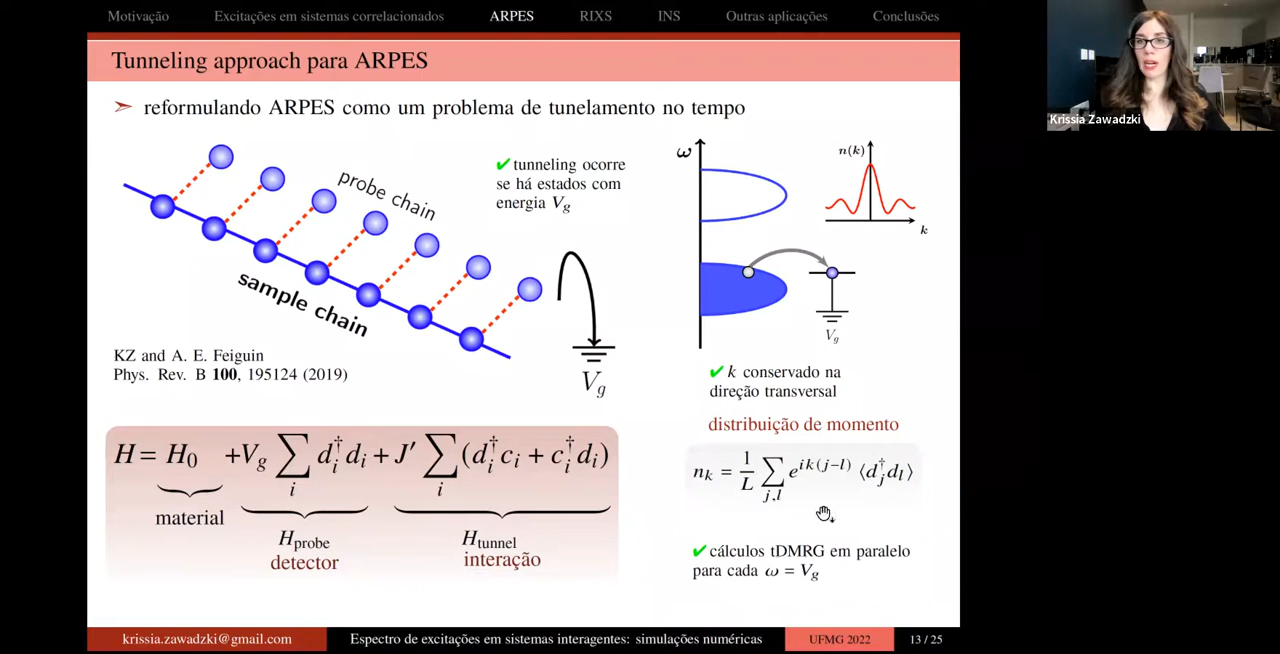 Motivação Excitações em sistemas correlacionados ARPES RIXS INS Outras aplicações Conclusões
Tunneling approach para ARPES
➣ reformulando ARPES como um problema de tunelamento no tempo
probe chain
sample chain
✔ tunneling ocorre
se há estados com
energia V_g
V_g
KZ and A. E. Feiguin
Phys. Rev. B 100, 195124 (2019)
ω
n(k)
k
V_g
✔ k conservado na
direção transversal
distribuição de momento
n_k = \frac{1}{L} \sum_{j,l} e^{ik(j-l)} ⟨d_j^† d_l⟩
✔ cálculos tDMRG em paralelo
para cada ω = V_g
H = H_0 + V_g \sum_i d_i^† d_i + J′ \sum_i (d_i^† c_i + c_i^† d_i)
material
H_probe
detector
H_tunnel
interação
krissia.zawadzki@gmail.com Espectro de excitações em sistemas interagentes: simulações numéricas UFMG 2022 13 / 25
Krissia Zawadzki